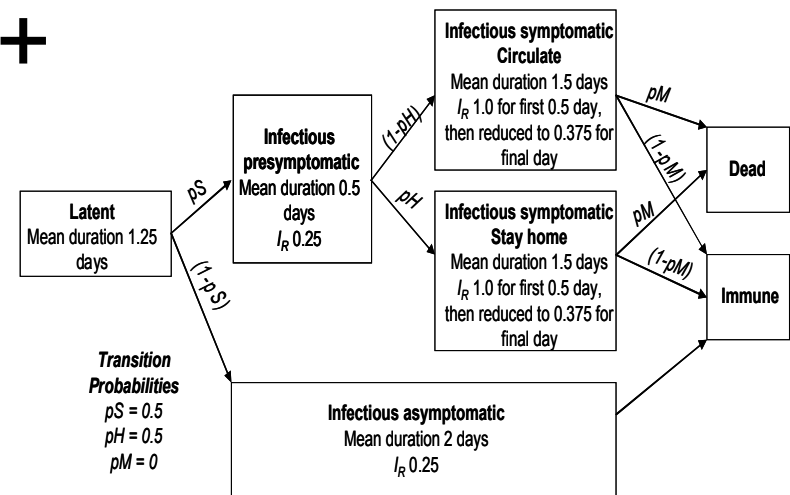 +
Latent
Mean duration 1.25
days
pS
(1-pS)
Infectious
presymptomatic
Mean duration 0.5
days
IR 0.25
(1-pH)
pH
Infectious symptomatic
Circulate
Mean duration 1.5 days
IR 1.0 for first 0.5 day,
then reduced to 0.375 for
final day
Infectious symptomatic
Stay home
Mean duration 1.5 days
IR 1.0 for first 0.5 day,
then reduced to 0.375 for
final day
pM
(1-pM)
pM
(1-pM)
Dead
Immune
Transition
Probabilities
pS = 0.5
pH = 0.5
pM = 0
Infectious asymptomatic
Mean duration 2 days
IR 0.25